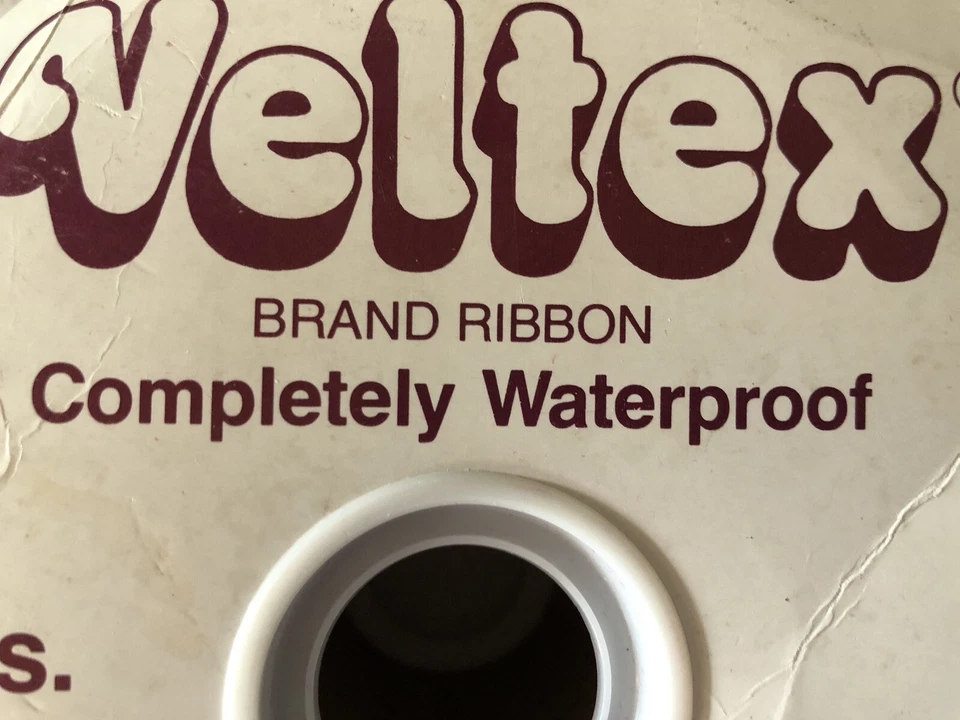 Veltex
BRAND RIBBON
Completely Waterproof
s.